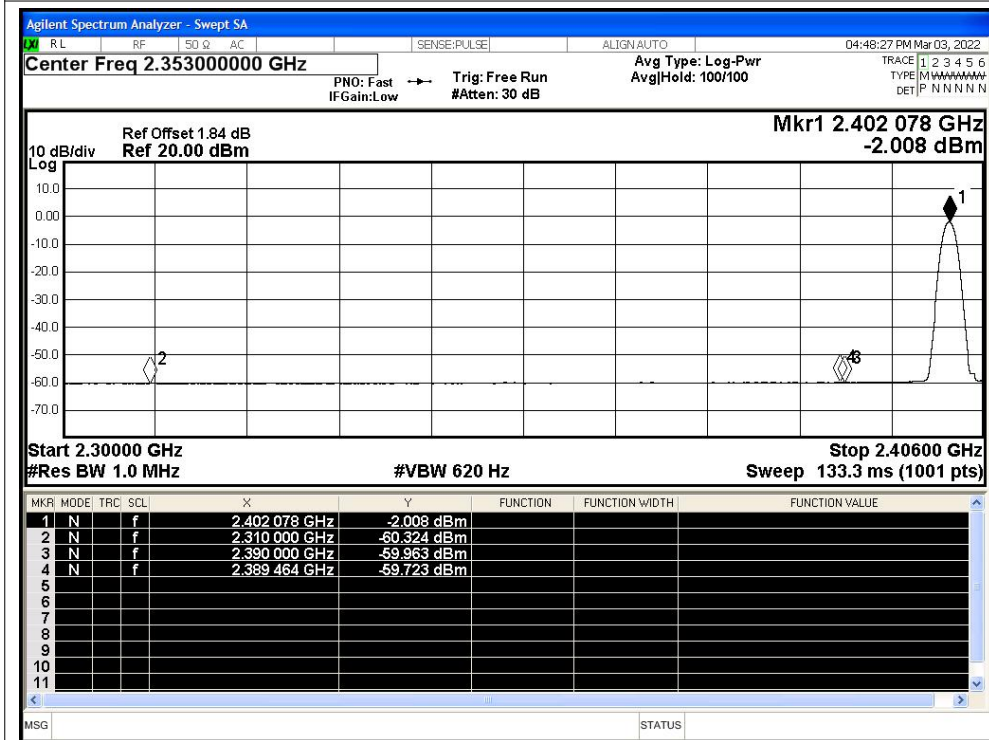 Agilent Spectrum Analyzer - Swept SA
LXI RL RF 50 Ω AC SENSE:PULSE ALIGN AUTO 04:48:27 PM Mar 03, 2022
Center Freq 2.353000000 GHz
PNO: Fast Trig: Free Run Avg Type: Log-Pwr TRACE 1 2 3 4 5 6
IFGain:Low #Atten: 30 dB Avg|Hold: 100/100 TYPE M WWWWW
DET P N N N N N
Mkr1 2.402 078 GHz
-2.008 dBm
Ref Offset 1.84 dB
10 dB/div Ref 20.00 dBm
Log
10.0
0.00
-10.0
-20.0
-30.0
-40.0
-50.0
-60.0
-70.0
1
2
4 3
Start 2.30000 GHz Stop 2.40600 GHz
#Res BW 1.0 MHz #VBW 620 Hz Sweep 133.3 ms (1001 pts)
MKR MODE TRC SCL X Y FUNCTION FUNCTION WIDTH FUNCTION VALUE
1 N f 2.402 078 GHz -2.008 dBm
2 N f 2.310 000 GHz -60.324 dBm
3 N f 2.390 000 GHz -59.963 dBm
4 N f 2.389 464 GHz -59.723 dBm
5
6
7
8
9
10
11
MSG STATUS